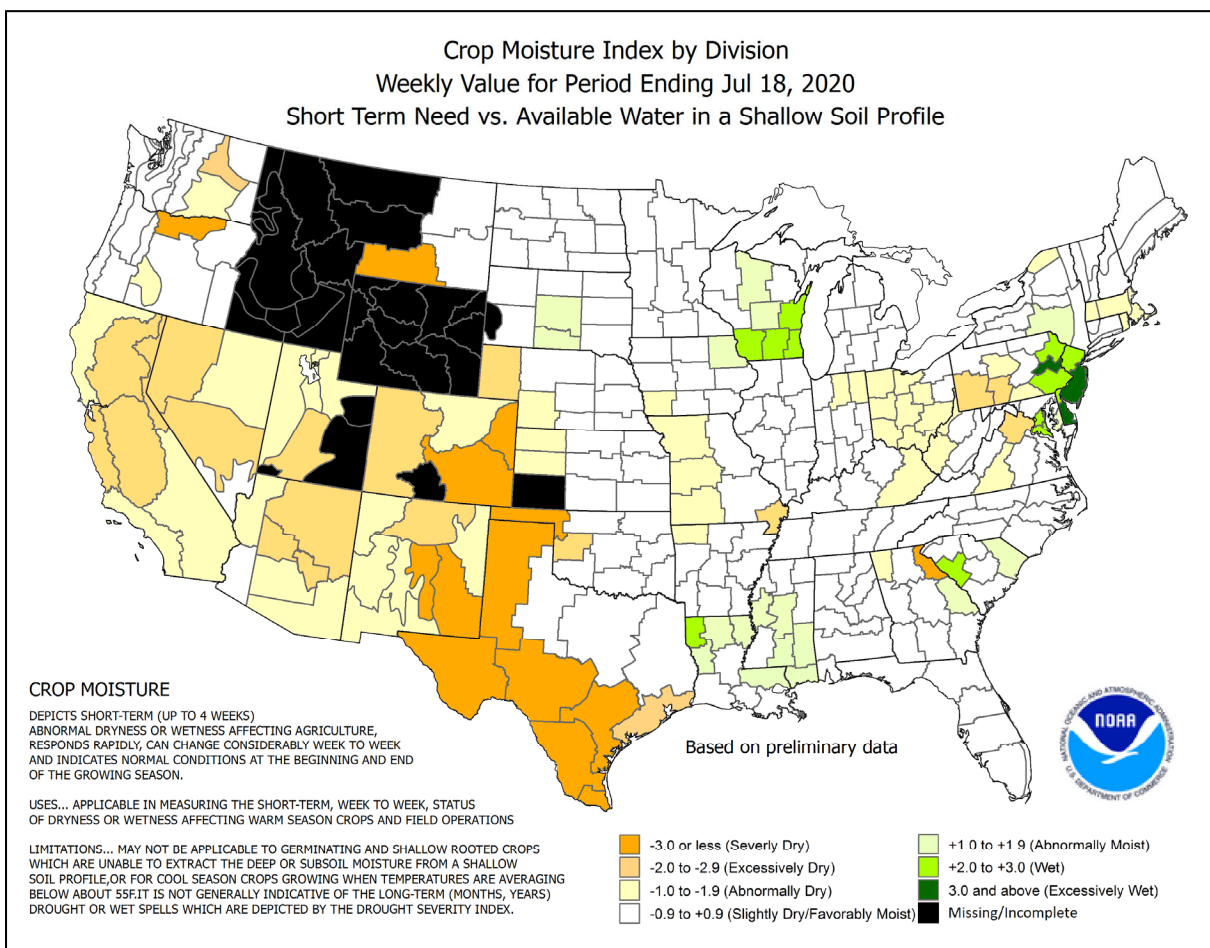 Crop Moisture Index by Division
Weekly Value for Period Ending Jul 18, 2020
Short Term Need vs. Available Water in a Shallow Soil Profile
CROP MOISTURE
DEPICTS SHORT-TERM (UP TO 4 WEEKS)
ABNORMAL DRYNESS OR WETNESS AFFECTING AGRICULTURE,
RESPONDS RAPIDLY, CAN CHANGE CONSIDERABLY WEEK TO WEEK
AND INDICATES NORMAL CONDITIONS AT THE BEGINNING AND END
OF THE GROWING SEASON.
USES... APPLICABLE IN MEASURING THE SHORT-TERM, WEEK TO WEEK, STATUS
OF DRYNESS OR WETNESS AFFECTING WARM SEASON CROPS AND FIELD OPERATIONS
LIMITATIONS... MAY NOT BE APPLICABLE TO GERMINATING AND SHALLOW ROOTED CROPS
WHICH ARE UNABLE TO EXTRACT THE DEEP OR SUBSOIL MOISTURE FROM A SHALLOW
SOIL PROFILE,OR FOR COOL SEASON CROPS GROWING WHEN TEMPERATURES ARE AVERAGING
BELOW ABOUT 55F.IT IS NOT GENERALLY INDICATIVE OF THE LONG-TERM (MONTHS, YEARS)
DROUGHT OR WET SPELLS WHICH ARE DEPICTED BY THE DROUGHT SEVERITY INDEX.
Based on preliminary data
NATIONAL OCEANIC AND ATMOSPHERIC ADMINISTRATION
NOAA
U.S. DEPARTMENT OF COMMERCE
-3.0 or less (Severly Dry)
-2.0 to -2.9 (Excessively Dry)
-1.0 to -1.9 (Abnormally Dry)
-0.9 to +0.9 (Slightly Dry/Favorably Moist)
+1.0 to +1.9 (Abnormally Moist)
+2.0 to +3.0 (Wet)
3.0 and above (Excessively Wet)
Missing/Incomplete